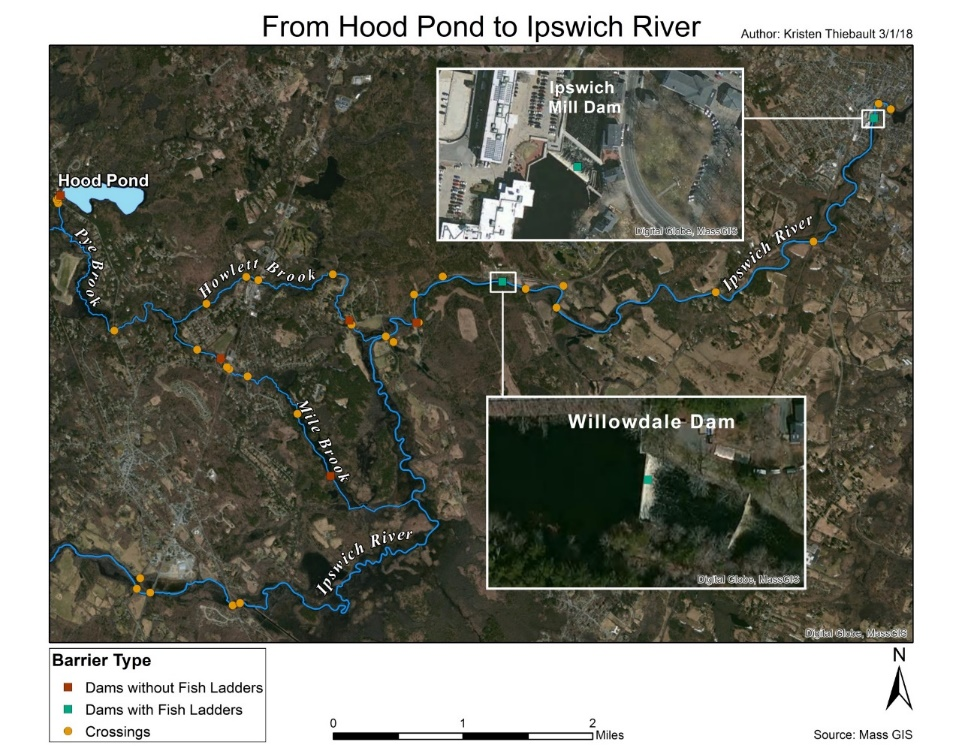 From Hood Pond to Ipswich River
Author: Kristen Thiebault 3/1/18
Ipswich
Mill Dam
Digital Globe, MassGIS
Hood Pond
Pye Brook
Howlett Brook
Ipswich River
Mile Brook
Willowdale Dam
Digital Globe, MassGIS
Ipswich River
Digital Globe, MassGIS
Barrier Type
Dams without Fish Ladders
Dams with Fish Ladders
Crossings
0 1 2
Miles
N
Source: Mass GIS